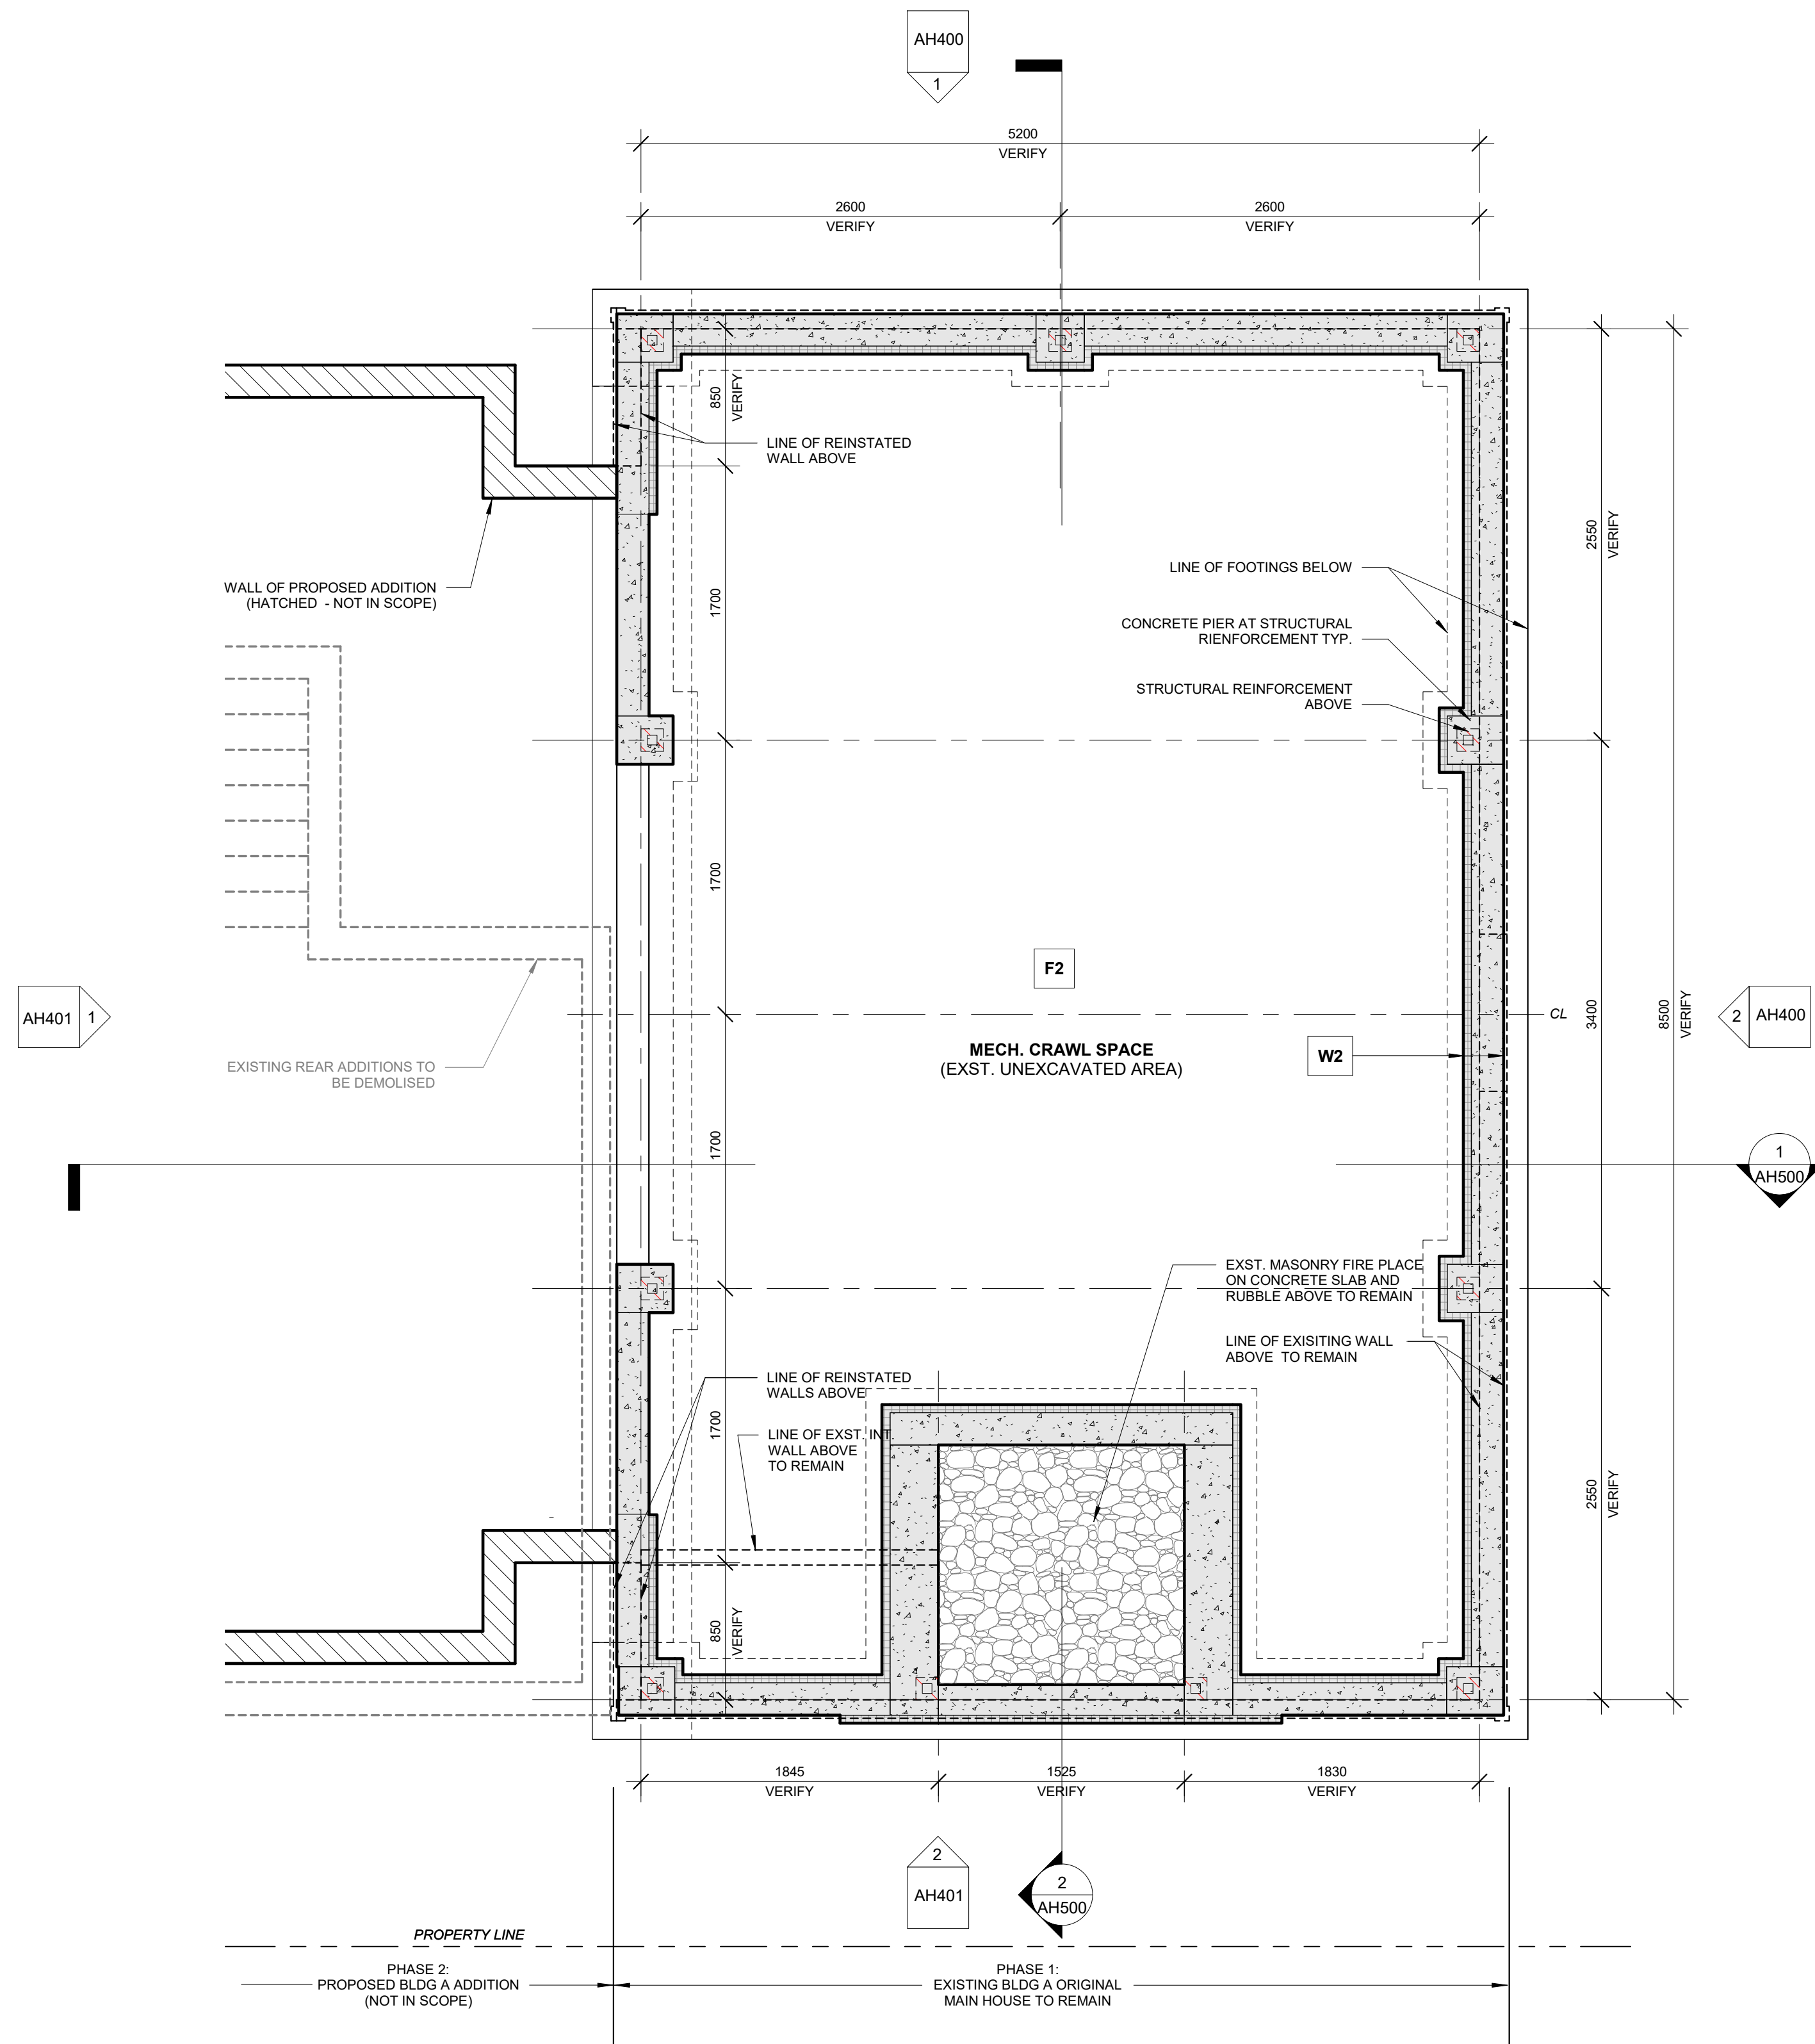 AH400
1
5200
VERIFY
2600
VERIFY
2600
VERIFY
850
VERIFY
LINE OF REINSTATED
WALL ABOVE
2550
VERIFY
LINE OF FOOTINGS BELOW
WALL OF PROPOSED ADDITION
(HATCHED - NOT IN SCOPE)
1700
CONCRETE PIER AT STRUCTURAL
RIENFORCEMENT TYP.
STRUCTURAL REINFORCEMENT
ABOVE
1700
F2
AH401
1
CL
3400
8500
VERIFY
2
AH400
MECH. CRAWL SPACE
(EXST. UNEXCAVATED AREA)
W2
EXISTING REAR ADDITIONS TO
BE DEMOLISED
1700
1
AH500
EXST. MASONRY FIRE PLACE
ON CONCRETE SLAB AND
RUBBLE ABOVE TO REMAIN
LINE OF EXISITING WALL
ABOVE TO REMAIN
LINE OF REINSTATED
WALLS ABOVE
1700
LINE OF EXST. INT.
WALL ABOVE
TO REMAIN
2550
VERIFY
850
VERIFY
1845
VERIFY
1525
VERIFY
1830
VERIFY
2
AH401
2
AH500
PROPERTY LINE
PHASE 2:
PROPOSED BLDG A ADDITION
(NOT IN SCOPE)
PHASE 1:
EXISTING BLDG A ORIGINAL
MAIN HOUSE TO REMAIN